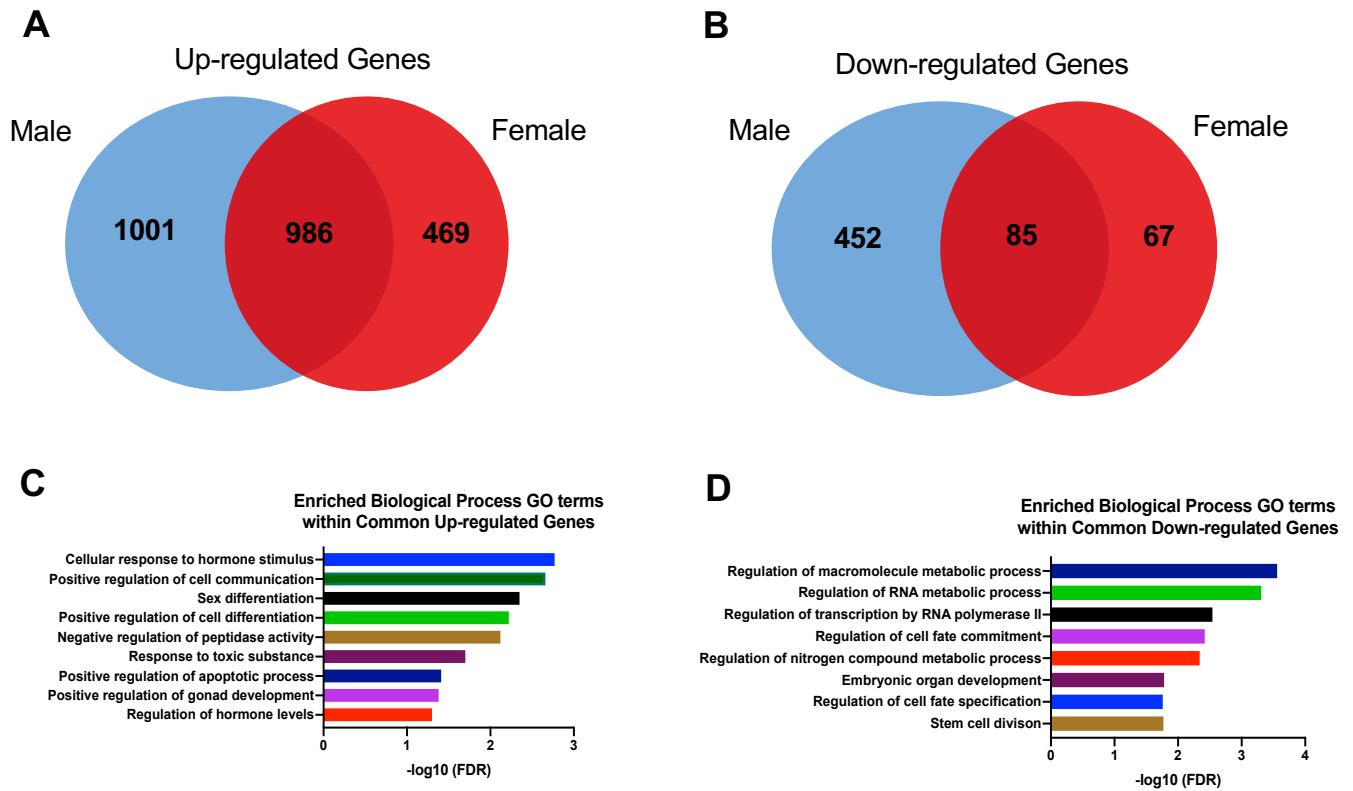 A
Up-regulated Genes
Male
Female
1001
986
469
B
Down-regulated Genes
Male
Female
452
85
67
C
Enriched Biological Process GO terms
within Common Up-regulated Genes
Cellular response to hormone stimulus
Positive regulation of cell communication
Sex differentiation
Positive regulation of cell differentiation
Negative regulation of peptidase activity
Response to toxic substance
Positive regulation of apoptotic process
Positive regulation of gonad development
Regulation of hormone levels
0 1 2 3
-log10 (FDR)
D
Enriched Biological Process GO terms
within Common Down-regulated Genes
Regulation of macromolecule metabolic process
Regulation of RNA metabolic process
Regulation of transcription by RNA polymerase II
Regulation of cell fate commitment
Regulation of nitrogen compound metabolic process
Embryonic organ development
Regulation of cell fate specification
Stem cell divison
0 1 2 3 4
-log10 (FDR)